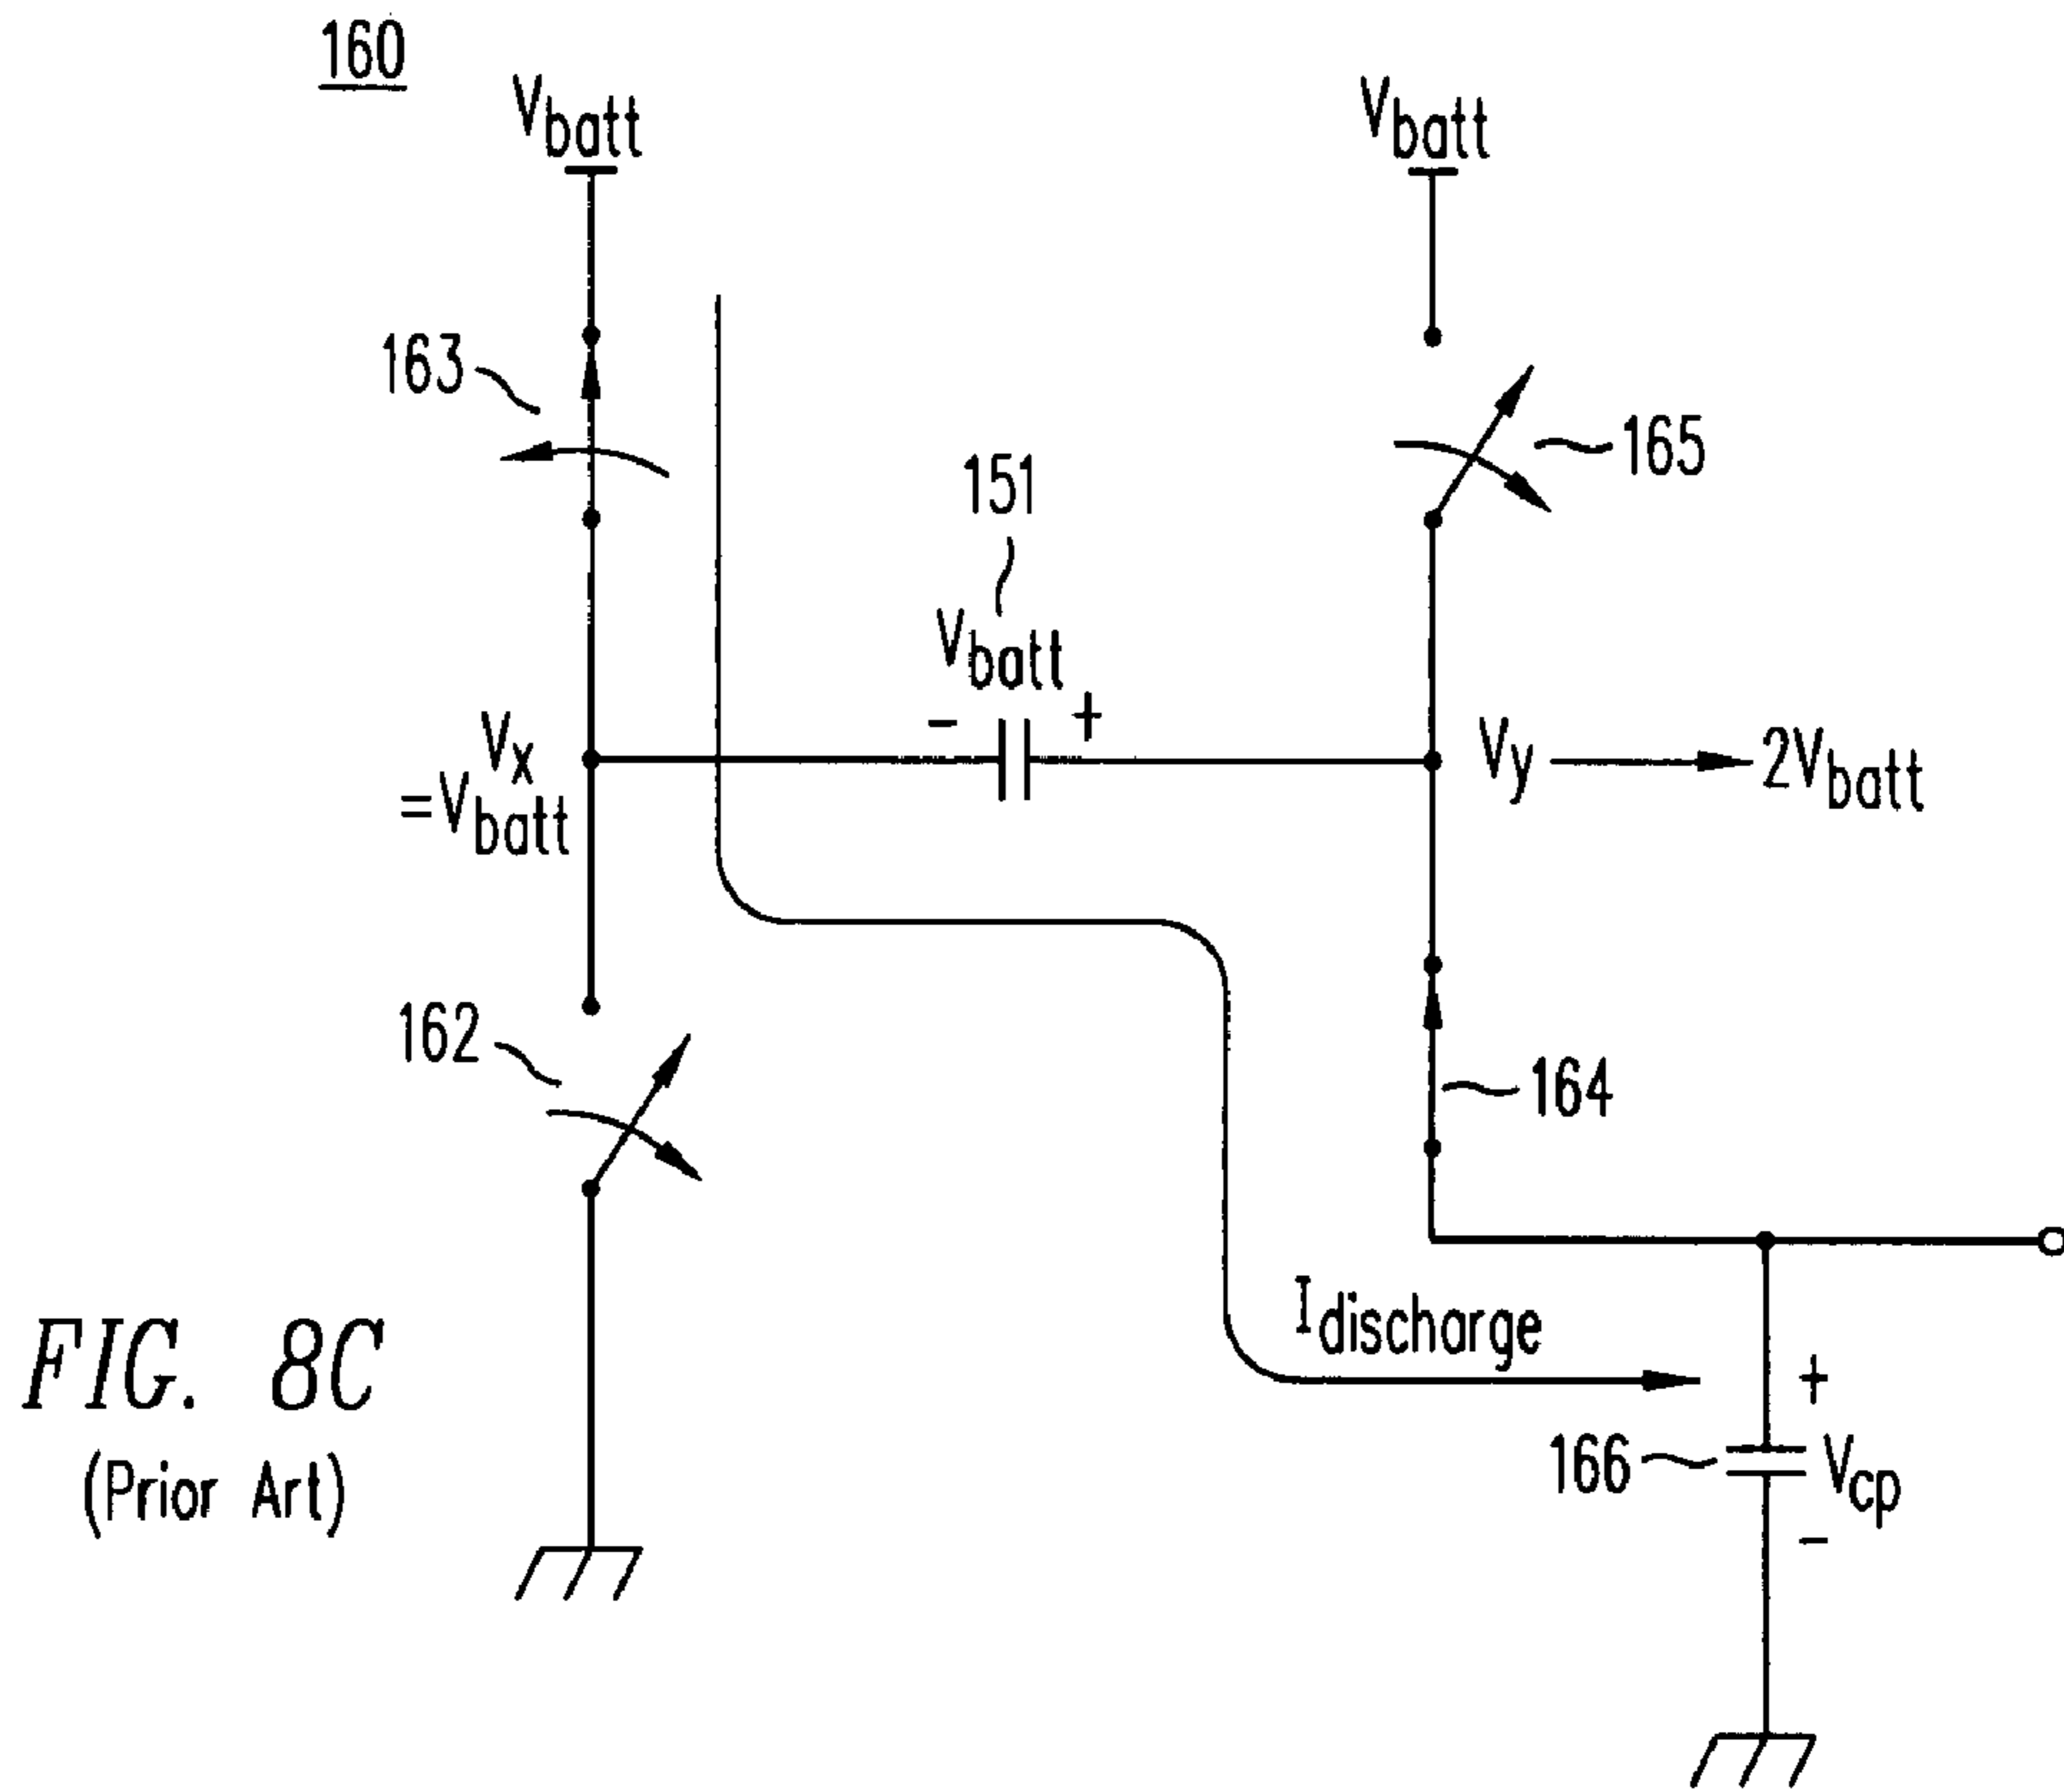 160
Vbatt
Vbatt
163
165
151
Vbatt
- +
Vx
=Vbatt
Vy
2Vbatt
162
164
Idischarge
+
166
Vcp
-
FIG. 8C
(Prior Art)